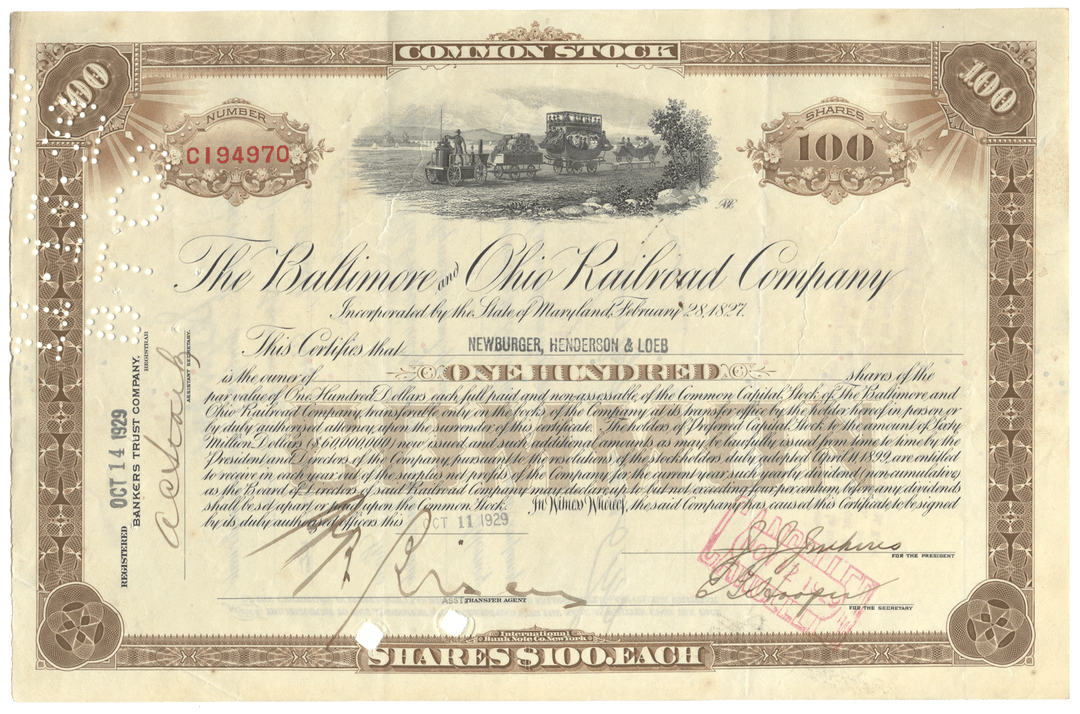 COMMON STOCK
100
100
NUMBER
C194970
SHARES
100
The Baltimore and Ohio Railroad Company
Incorporated by the State of Maryland, February 28, 1827.
This Certifies that NEWBURGER, HENDERSON & LOEB
is the owner of ONE HUNDRED shares of the
par value of One Hundred Dollars each full paid and non-assessable of the Common Capital Stock of The Baltimore and
Ohio Railroad Company, transferable only on the books of the Company at its transfer office by the holder hereof in person or
by duly authorized attorney upon the surrender of this certificate. The holders of Preferred Capital Stock to the amount of Sixty
Million Dollars ($60,000,000) now issued, and such additional amounts as may be lawfully issued from time to time by the
President and Directors of the Company, pursuant to the resolutions of the stockholders duly adopted April 11, 1899, are entitled
to receive in each year out of the surplus net profits of the Company for the current year such yearly dividend (non-cumulative)
as the Board of Directors of said Railroad Company may declare up to but not exceeding four per centum, before any dividends
shall be set apart or paid upon the Common Stock. In Witness Whereof, the said Company has caused this Certificate to be signed
by its duly authorized officers this OCT 11 1929
FOR THE PRESIDENT
FOR THE SECRETARY
ASST TRANSFER AGENT
REGISTERED OCT 14 1929
BANKERS TRUST COMPANY,
REGISTRAR
ASSISTANT SECRETARY.
International
Bank Note Co. New York
SHARES $100. EACH